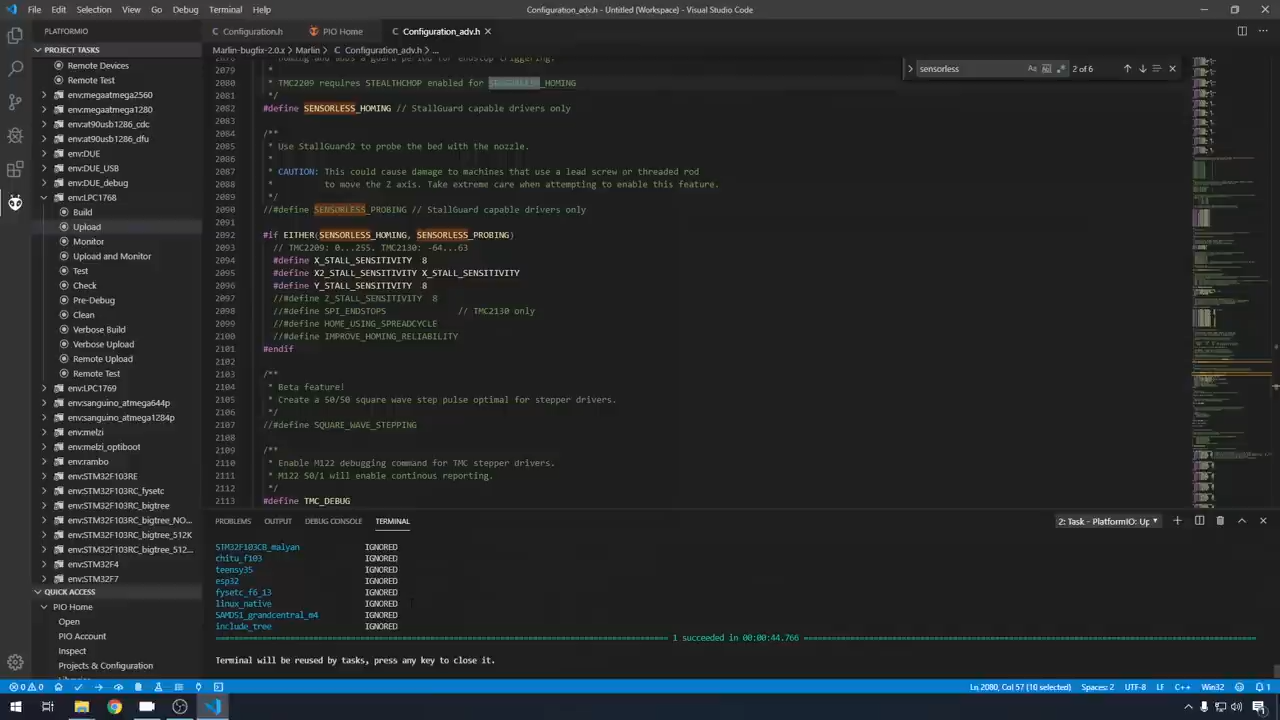 File Edit Selection View Go Debug Terminal Help
Configuration_adv.h - Untitled (Workspace) - Visual Studio Code
PLATFORMIO
Configuration.h
PIO Home
Configuration_adv.h
PROJECT TASKS
Remote Devices
Remote Test
env:megaatmega2560
env:megaatmega1280
env:at90usb1286_cdc
env:at90usb1286_dfu
env:DUE
env:DUE_USB
env:DUE_debug
env:LPC1768
Build
Upload
Monitor
Upload and Monitor
Test
Check
Pre-Debug
Clean
Verbose Build
Verbose Upload
Remote Upload
Remote Test
env:LPC1769
env:sanguino_atmega644p
env:sanguino_atmega1284p
env:melzi
env:melzi_optiboot
env:rambo
env:STM32F103RE
env:STM32F103RC_fysetc
env:STM32F103RC_bigtree
env:STM32F103RC_bigtree_NO...
env:STM32F103RC_bigtree_512K
env:STM32F103RC_bigtree_512...
env:STM32F4
env:STM32F7
QUICK ACCESS
PIO Home
Open
PIO Account
Inspect
Projects & Configuration
Marlin-bugfix-2.0.x > Marlin > Configuration_adv.h > ...
sensorless
2 of 6
2079 *
2080 * TMC2209 requires STEALTHCHOP enabled for SENSORLESS_HOMING
2081 */
2082 #define SENSORLESS_HOMING // StallGuard capable drivers only
2083
2084 /**
2085 * Use StallGuard2 to probe the bed with the nozzle.
2086 *
2087 * CAUTION: This could cause damage to machines that use a lead screw or threaded rod
2088 * to move the Z axis. Take extreme care when attempting to enable this feature.
2089 */
2090 //#define SENSORLESS_PROBING // StallGuard capable drivers only
2091
2092 #if EITHER(SENSORLESS_HOMING, SENSORLESS_PROBING)
2093 // TMC2209: 0...255. TMC2130: -64...63
2094 #define X_STALL_SENSITIVITY 8
2095 #define X2_STALL_SENSITIVITY X_STALL_SENSITIVITY
2096 #define Y_STALL_SENSITIVITY 8
2097 //#define Z_STALL_SENSITIVITY 8
2098 //#define SPI_ENDSTOPS // TMC2130 only
2099 //#define HOME_USING_SPREADCYCLE
2100 //#define IMPROVE_HOMING_RELIABILITY
2101 #endif
2102
2103 /**
2104 * Beta feature!
2105 * Create a 50/50 square wave step pulse optimal for stepper drivers.
2106 */
2107 //#define SQUARE_WAVE_STEPPING
2108
2109 /**
2110 * Enable M122 debugging command for TMC stepper drivers.
2111 * M122 S0/1 will enable continous reporting.
2112 */
2113 #define TMC_DEBUG
PROBLEMS OUTPUT DEBUG CONSOLE TERMINAL
2: Task - PlatformIO: Up
STM32F103CB_malyan IGNORED
chitu_f103 IGNORED
teensy35 IGNORED
esp32 IGNORED
fysetc_f6_13 IGNORED
linux_native IGNORED
SAMD51_grandcentral_m4 IGNORED
include_tree IGNORED
1 succeeded in 00:00:44.766
Terminal will be reused by tasks, press any key to close it.
0 0
Ln 2080, Col 57 (10 selected) Spaces: 2 UTF-8 LF C++ Win32 1